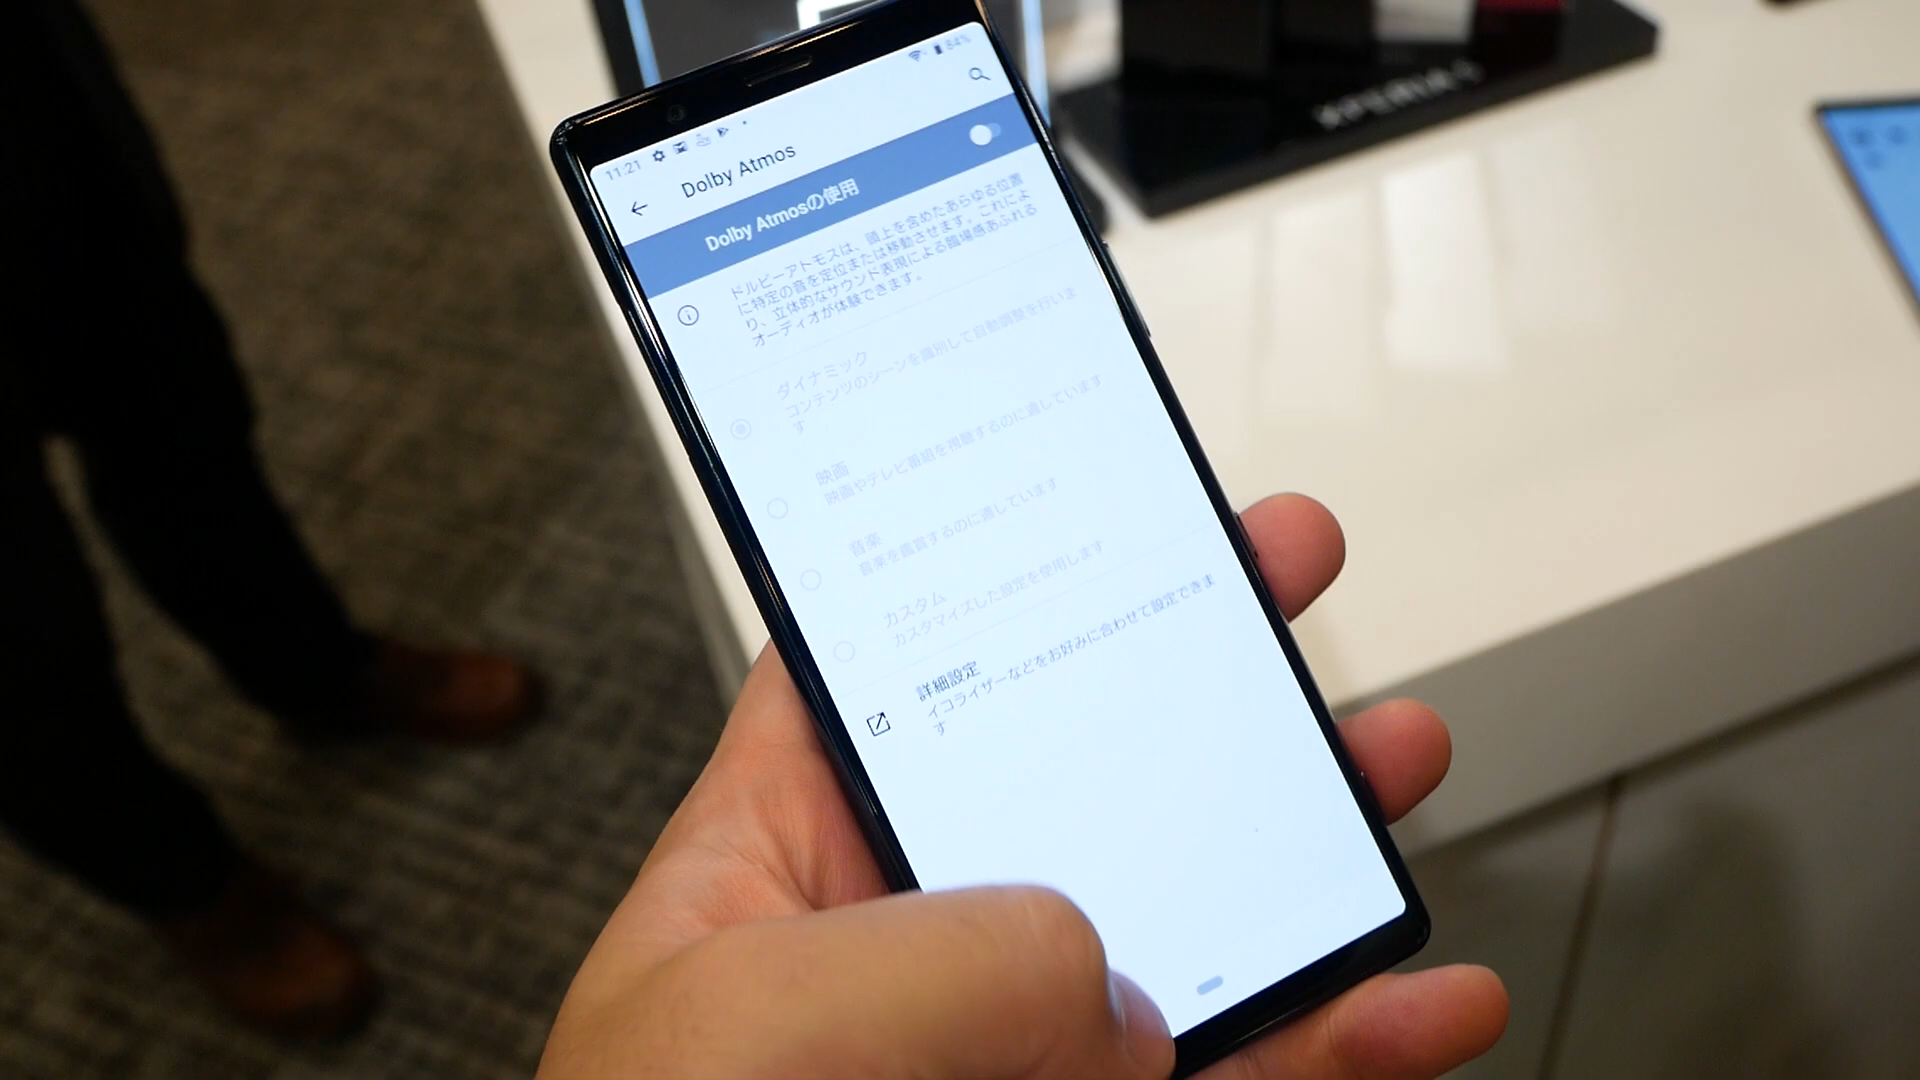 11:21
84%
Dolby Atmos
Dolby Atmosの使用
ドルビーアトモスは、頭上を含めたあらゆる位置
に特定の音を定位または移動させます。これによ
り、立体的なサウンド表現による臨場感あふれる
オーディオが体験できます。
ダイナミック
コンテンツのシーンを識別して自動調整を行いま
す
映画
映画やテレビ番組を視聴するのに適しています
音楽
音楽を鑑賞するのに適しています
カスタム
カスタマイズした設定を使用します
詳細設定
イコライザーなどをお好みに合わせて設定できま
す
XPERIA 1